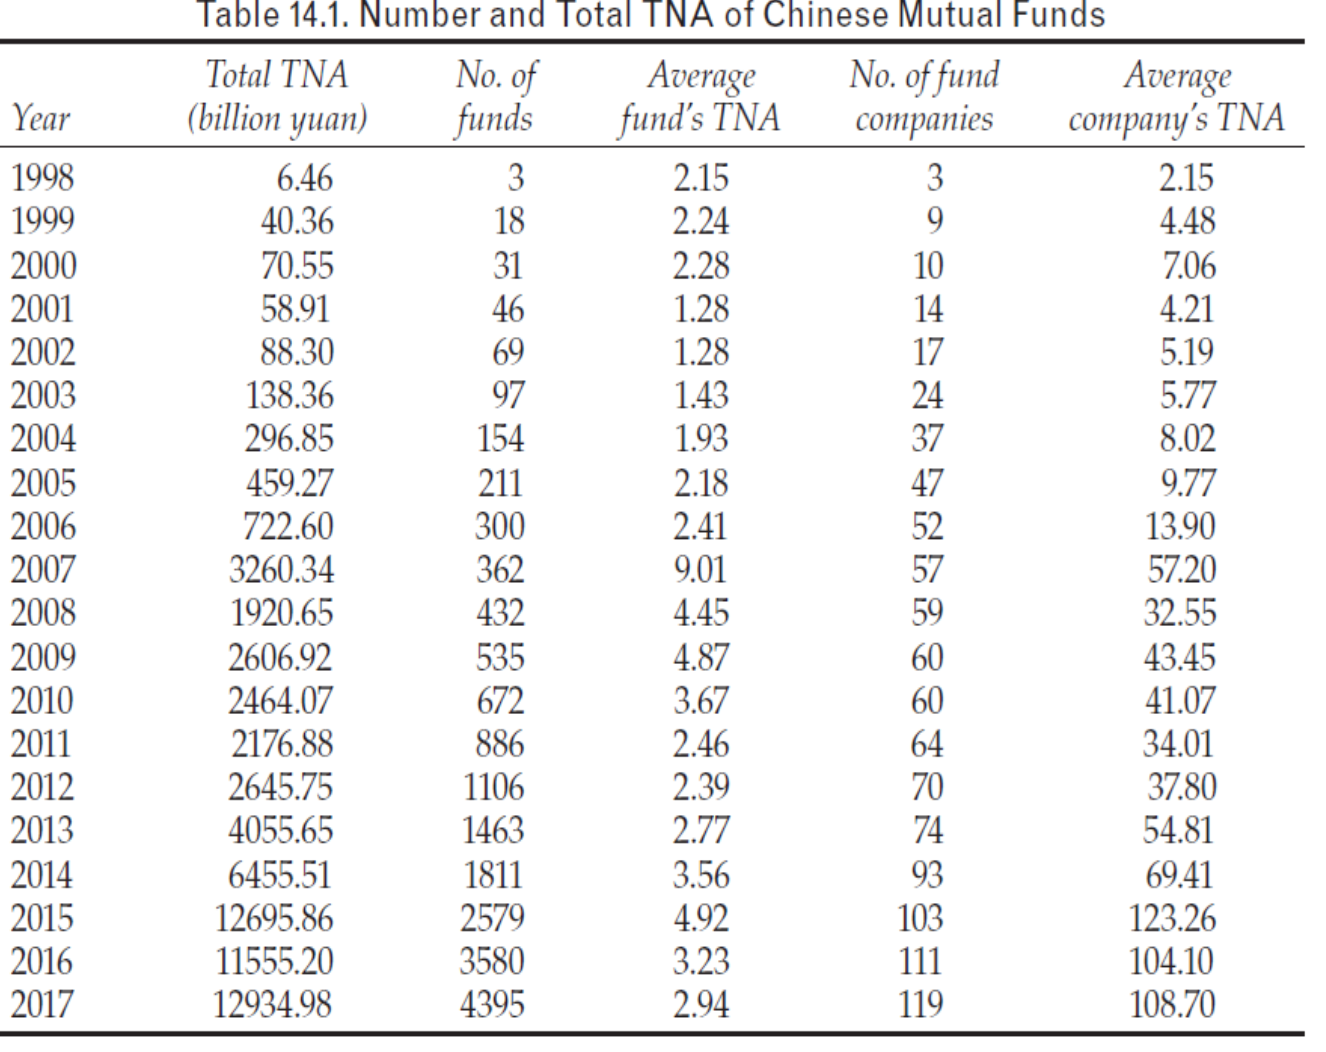 Table 14.1. Number and Total TNA of Chinese Mutual Funds
Total TNA No. of Average No. of fund Average
Year (billion yuan) funds fund's TNA companies company's TNA
1998 6.46 3 2.15 3 2.15
1999 40.36 18 2.24 9 4.48
2000 70.55 31 2.28 10 7.06
2001 58.91 46 1.28 14 4.21
2002 88.30 69 1.28 17 5.19
2003 138.36 97 1.43 24 5.77
2004 296.85 154 1.93 37 8.02
2005 459.27 211 2.18 47 9.77
2006 722.60 300 2.41 52 13.90
2007 3260.34 362 9.01 57 57.20
2008 1920.65 432 4.45 59 32.55
2009 2606.92 535 4.87 60 43.45
2010 2464.07 672 3.67 60 41.07
2011 2176.88 886 2.46 64 34.01
2012 2645.75 1106 2.39 70 37.80
2013 4055.65 1463 2.77 74 54.81
2014 6455.51 1811 3.56 93 69.41
2015 12695.86 2579 4.92 103 123.26
2016 11555.20 3580 3.23 111 104.10
2017 12934.98 4395 2.94 119 108.70